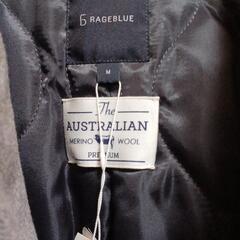 RAGEBLUE
M
The
AUSTRALIAN
MERINO WOOL
PREMIUM